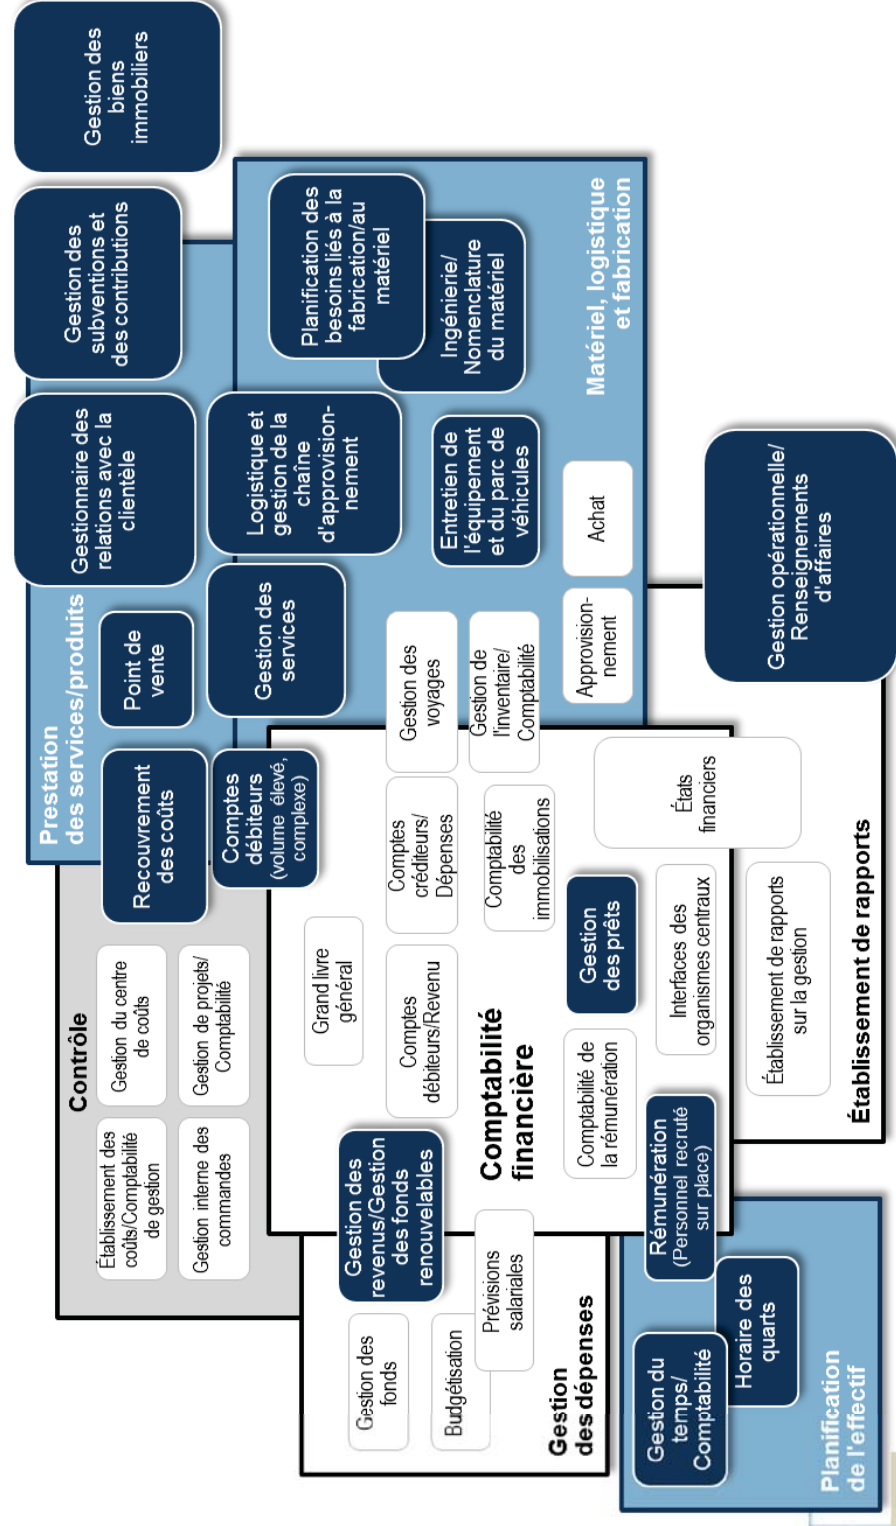 Contrôle
Établissement des
coûts/Comptabilité
de gestion
Gestion du centre
de coûts
Gestion interne des
commandes
Gestion de projets/
Comptabilité
Prestation
des services/produits
Recouvrement
des coûts
Point de
vente
Gestionnaire des
relations avec la
clientèle
Gestion des
subventions et
des contributions
Gestion des
biens
immobiliers
Comptes
débiteurs
(volume élevé,
complexe)
Gestion des
services
Logistique et
gestion de la
chaîne
d'approvision-
nement
Planification des
besoins liés à la
fabrication/au
matériel
Ingénierie/
Nomenclature
du matériel
Entretien de
l'équipement
et du parc de
véhicules
Approvision-
nement
Achat
Matériel, logistique
et fabrication
Gestion des
voyages
Gestion de
l'inventaire/
Comptabilité
Grand livre
général
Comptes
débiteurs/Revenu
Comptes
créditeurs/
Dépenses
Comptabilité
des
immobilisations
Comptabilité
financière
Gestion des
revenus/Gestion
des fonds
renouvelables
Comptabilité de
la rémunération
Gestion
des prêts
Interfaces des
organismes centraux
États
financiers
Gestion des
fonds
Budgétisation
Prévisions
salariales
Gestion
des dépenses
Rémunération
(Personnel recruté
sur place)
Gestion du
temps/
Comptabilité
Horaire des
quarts
Planification
de l'effectif
Établissement de rapports
sur la gestion
Établissement de rapports
Gestion opérationnelle/
Renseignements
d'affaires